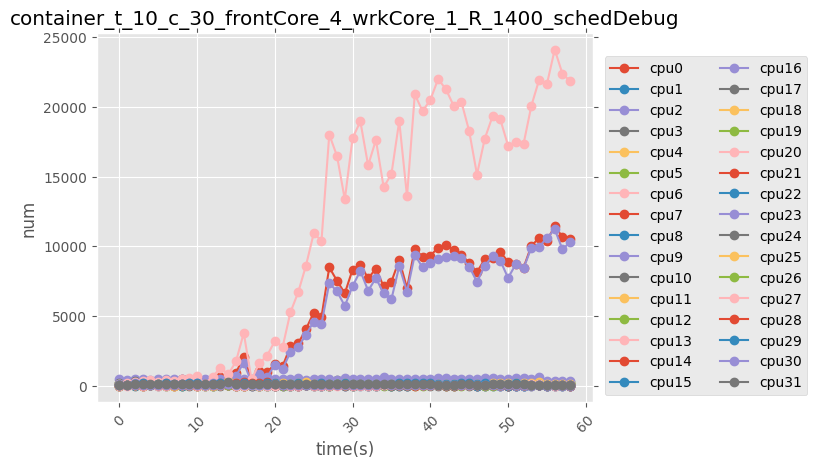 container_t_10_c_30_frontCore_4_wrkCore_1_R_1400_schedDebug
25000
20000
15000
10000
5000
0
num
0
10
20
30
40
50
60
time(s)
cpu0
cpu1
cpu2
cpu3
cpu4
cpu5
cpu6
cpu7
cpu8
cpu9
cpu10
cpu11
cpu12
cpu13
cpu14
cpu15
cpu16
cpu17
cpu18
cpu19
cpu20
cpu21
cpu22
cpu23
cpu24
cpu25
cpu26
cpu27
cpu28
cpu29
cpu30
cpu31